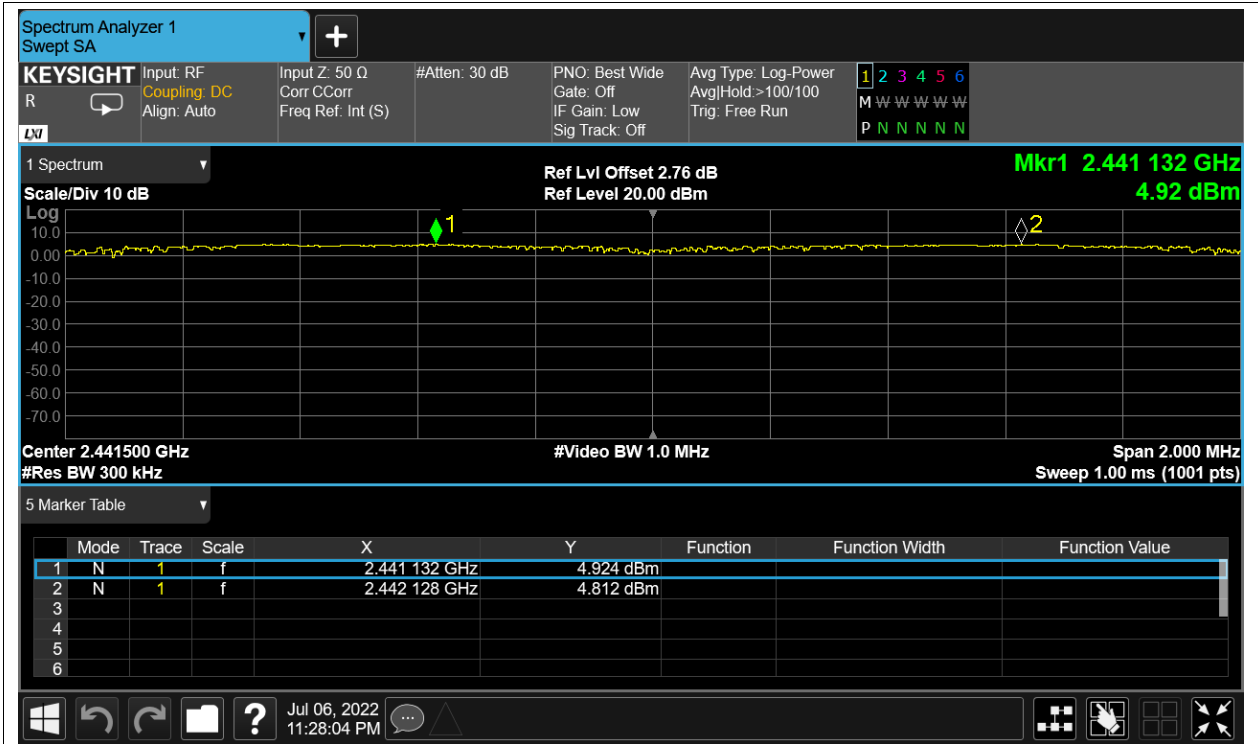 Spectrum Analyzer 1
Swept SA
+
KEYSIGHT Input: RF Input Z: 50 Ω #Atten: 30 dB PNO: Best Wide Avg Type: Log-Power 1 2 3 4 5 6
R Coupling: DC Corr CCorr Gate: Off Avg|Hold:>100/100 M W W W W W
Align: Auto Freq Ref: Int (S) IF Gain: Low Trig: Free Run
LXI Sig Track: Off P N N N N N
1 Spectrum Ref Lvl Offset 2.76 dB Mkr1 2.441 132 GHz
Scale/Div 10 dB Ref Level 20.00 dBm 4.92 dBm
Log
1 2
10.0
0.00
-10.0
-20.0
-30.0
-40.0
-50.0
-60.0
-70.0
Center 2.441500 GHz #Video BW 1.0 MHz Span 2.000 MHz
#Res BW 300 kHz Sweep 1.00 ms (1001 pts)
5 Marker Table
Mode Trace Scale X Y Function Function Width Function Value
1 N 1 f 2.441 132 GHz 4.924 dBm
2 N 1 f 2.442 128 GHz 4.812 dBm
3
4
5
6
? Jul 06, 2022
11:28:04 PM